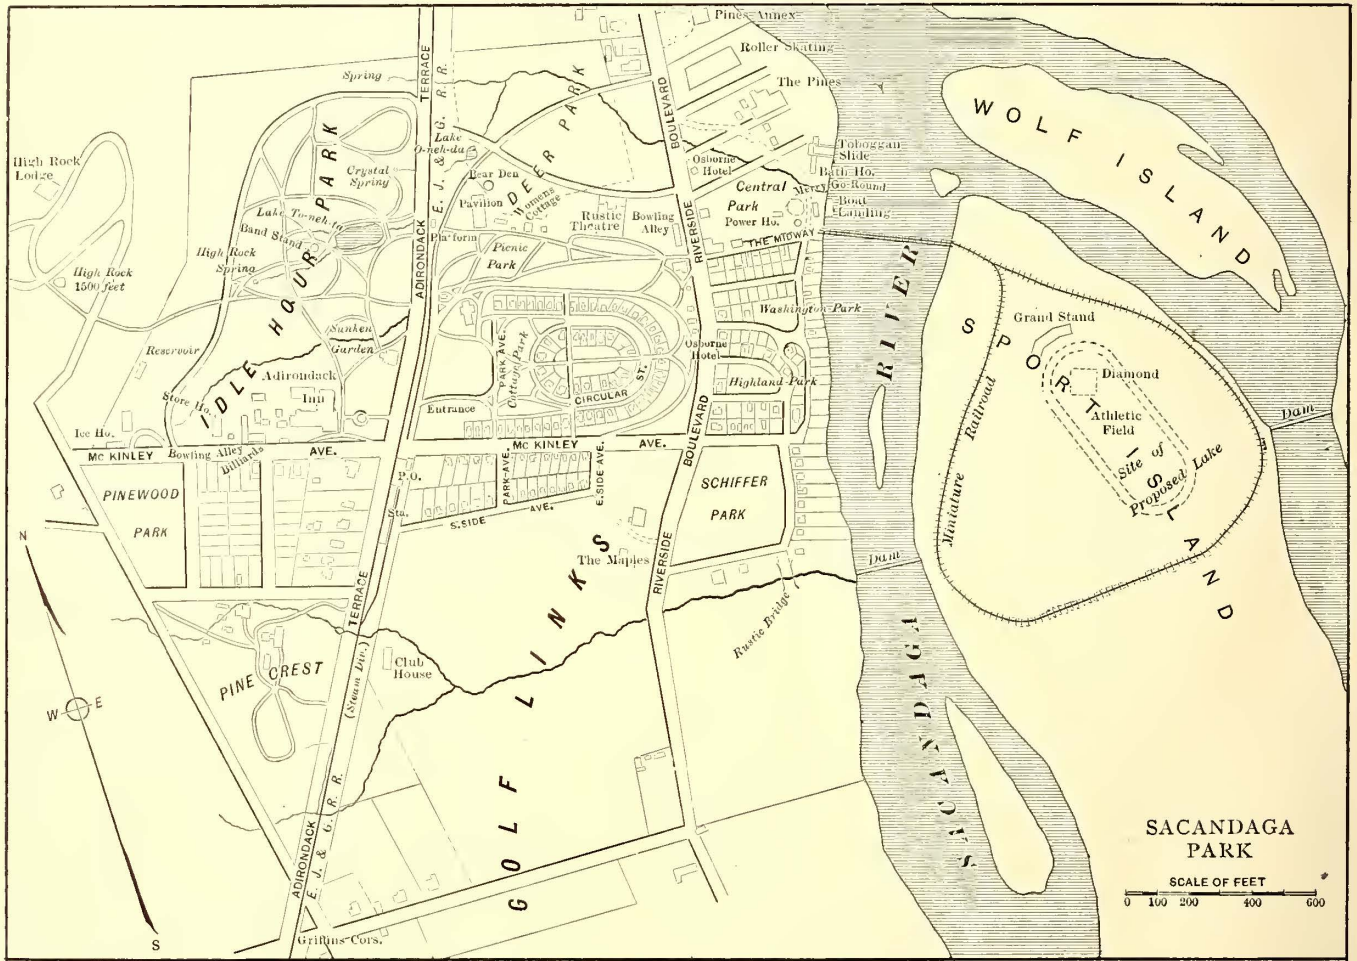 Pines Annex
Roller Skating
The Pines
Spring
TERRACE
E. J. & G. R. R.
BOULEVARD
WOLF ISLAND
High Rock
Lodge
IDLE HOUR PARK
Crystal
Spring
Lake
O-neh-da
DEER PARK
Bear Den
Pavilion
Womens
Cottage
Osborne
Hotel
Toboggan
Slide
Bath Ho.
Merry-Go-Round
Boat
Landing
Central
Park
Power Ho.
Lake To-neh-ta
Band Stand
Rustic
Theatre
Bowling
Alley
Platform
Picnic
Park
THE MIDWAY
RIVERSIDE
ADIRONDACK
High Rock
Spring
High Rock
1500 feet
Washington Park
SACANDAGA RIVER
Sunken
Garden
Reservoir
PARK AVE.
Cottage Park
Osborne
Hotel
Highland Park
CIRCULAR ST.
SPORT ISLAND
Grand Stand
Diamond
Athletic
Field
Site of
Proposed Lake
Miniature Railroad
Dam
Adirondack
Inn
Store Ho.
Entrance
Ice Ho.
MC KINLEY AVE.
Bowling Alley
Billiards
MC KINLEY AVE.
BOULEVARD
PINEWOOD
PARK
P.O.
Sta.
PARK AVE.
E. SIDE AVE.
S. SIDE AVE.
SCHIFFER
PARK
The Maples
RIVERSIDE
Dam
Rustic Bridge
N
W E
S
TERRACE
(Steam Div.)
PINE CREST
Club
House
GOLF LINKS
ADIRONDACK
E. J. & G. R. R.
Griffins Cors.
SACANDAGA
PARK
SCALE OF FEET
0 100 200 400 600